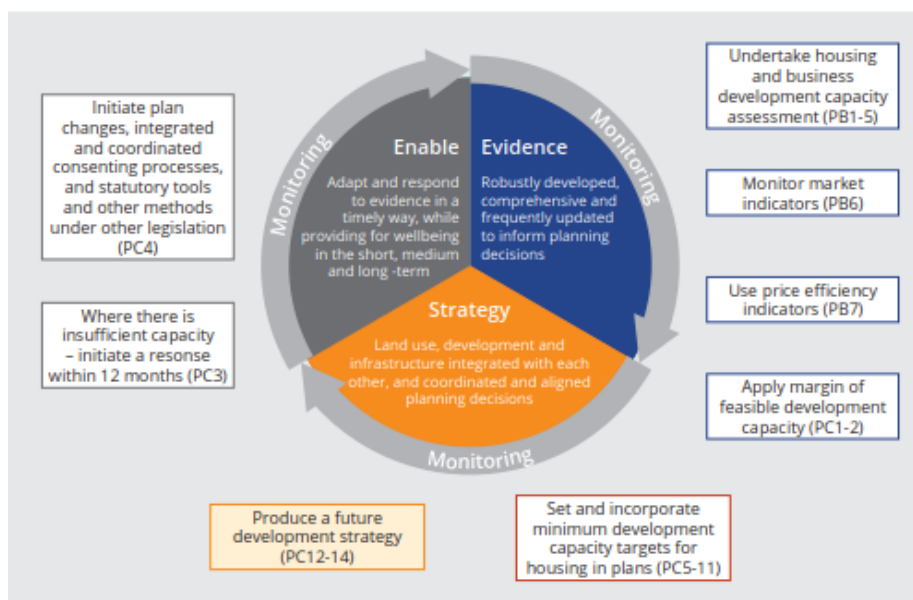 Initiate plan
changes, integrated
and coordinated
consenting processes,
and statutory tools
and other methods
under other legislation
(PC4)
Where there is
insufficient capacity
– initiate a resonse
within 12 months (PC3)
Monitoring
Enable
Adapt and respond
to evidence in a
timely way, while
providing for wellbeing
in the short, medium
and long -term
Evidence
Robustly developed,
comprehensive and
frequently updated
to inform planning
decisions
Monitoring
Strategy
Land use, development and
infrastructure integrated with each
other, and coordinated and aligned
planning decisions
Monitoring
Undertake housing
and business
development capacity
assessment (PB1-5)
Monitor market
indicators (PB6)
Use price efficiency
indicators (PB7)
Apply margin of
feasible development
capacity (PC1-2)
Produce a future
development strategy
(PC12-14)
Set and incorporate
minimum development
capacity targets for
housing in plans (PC5-11)